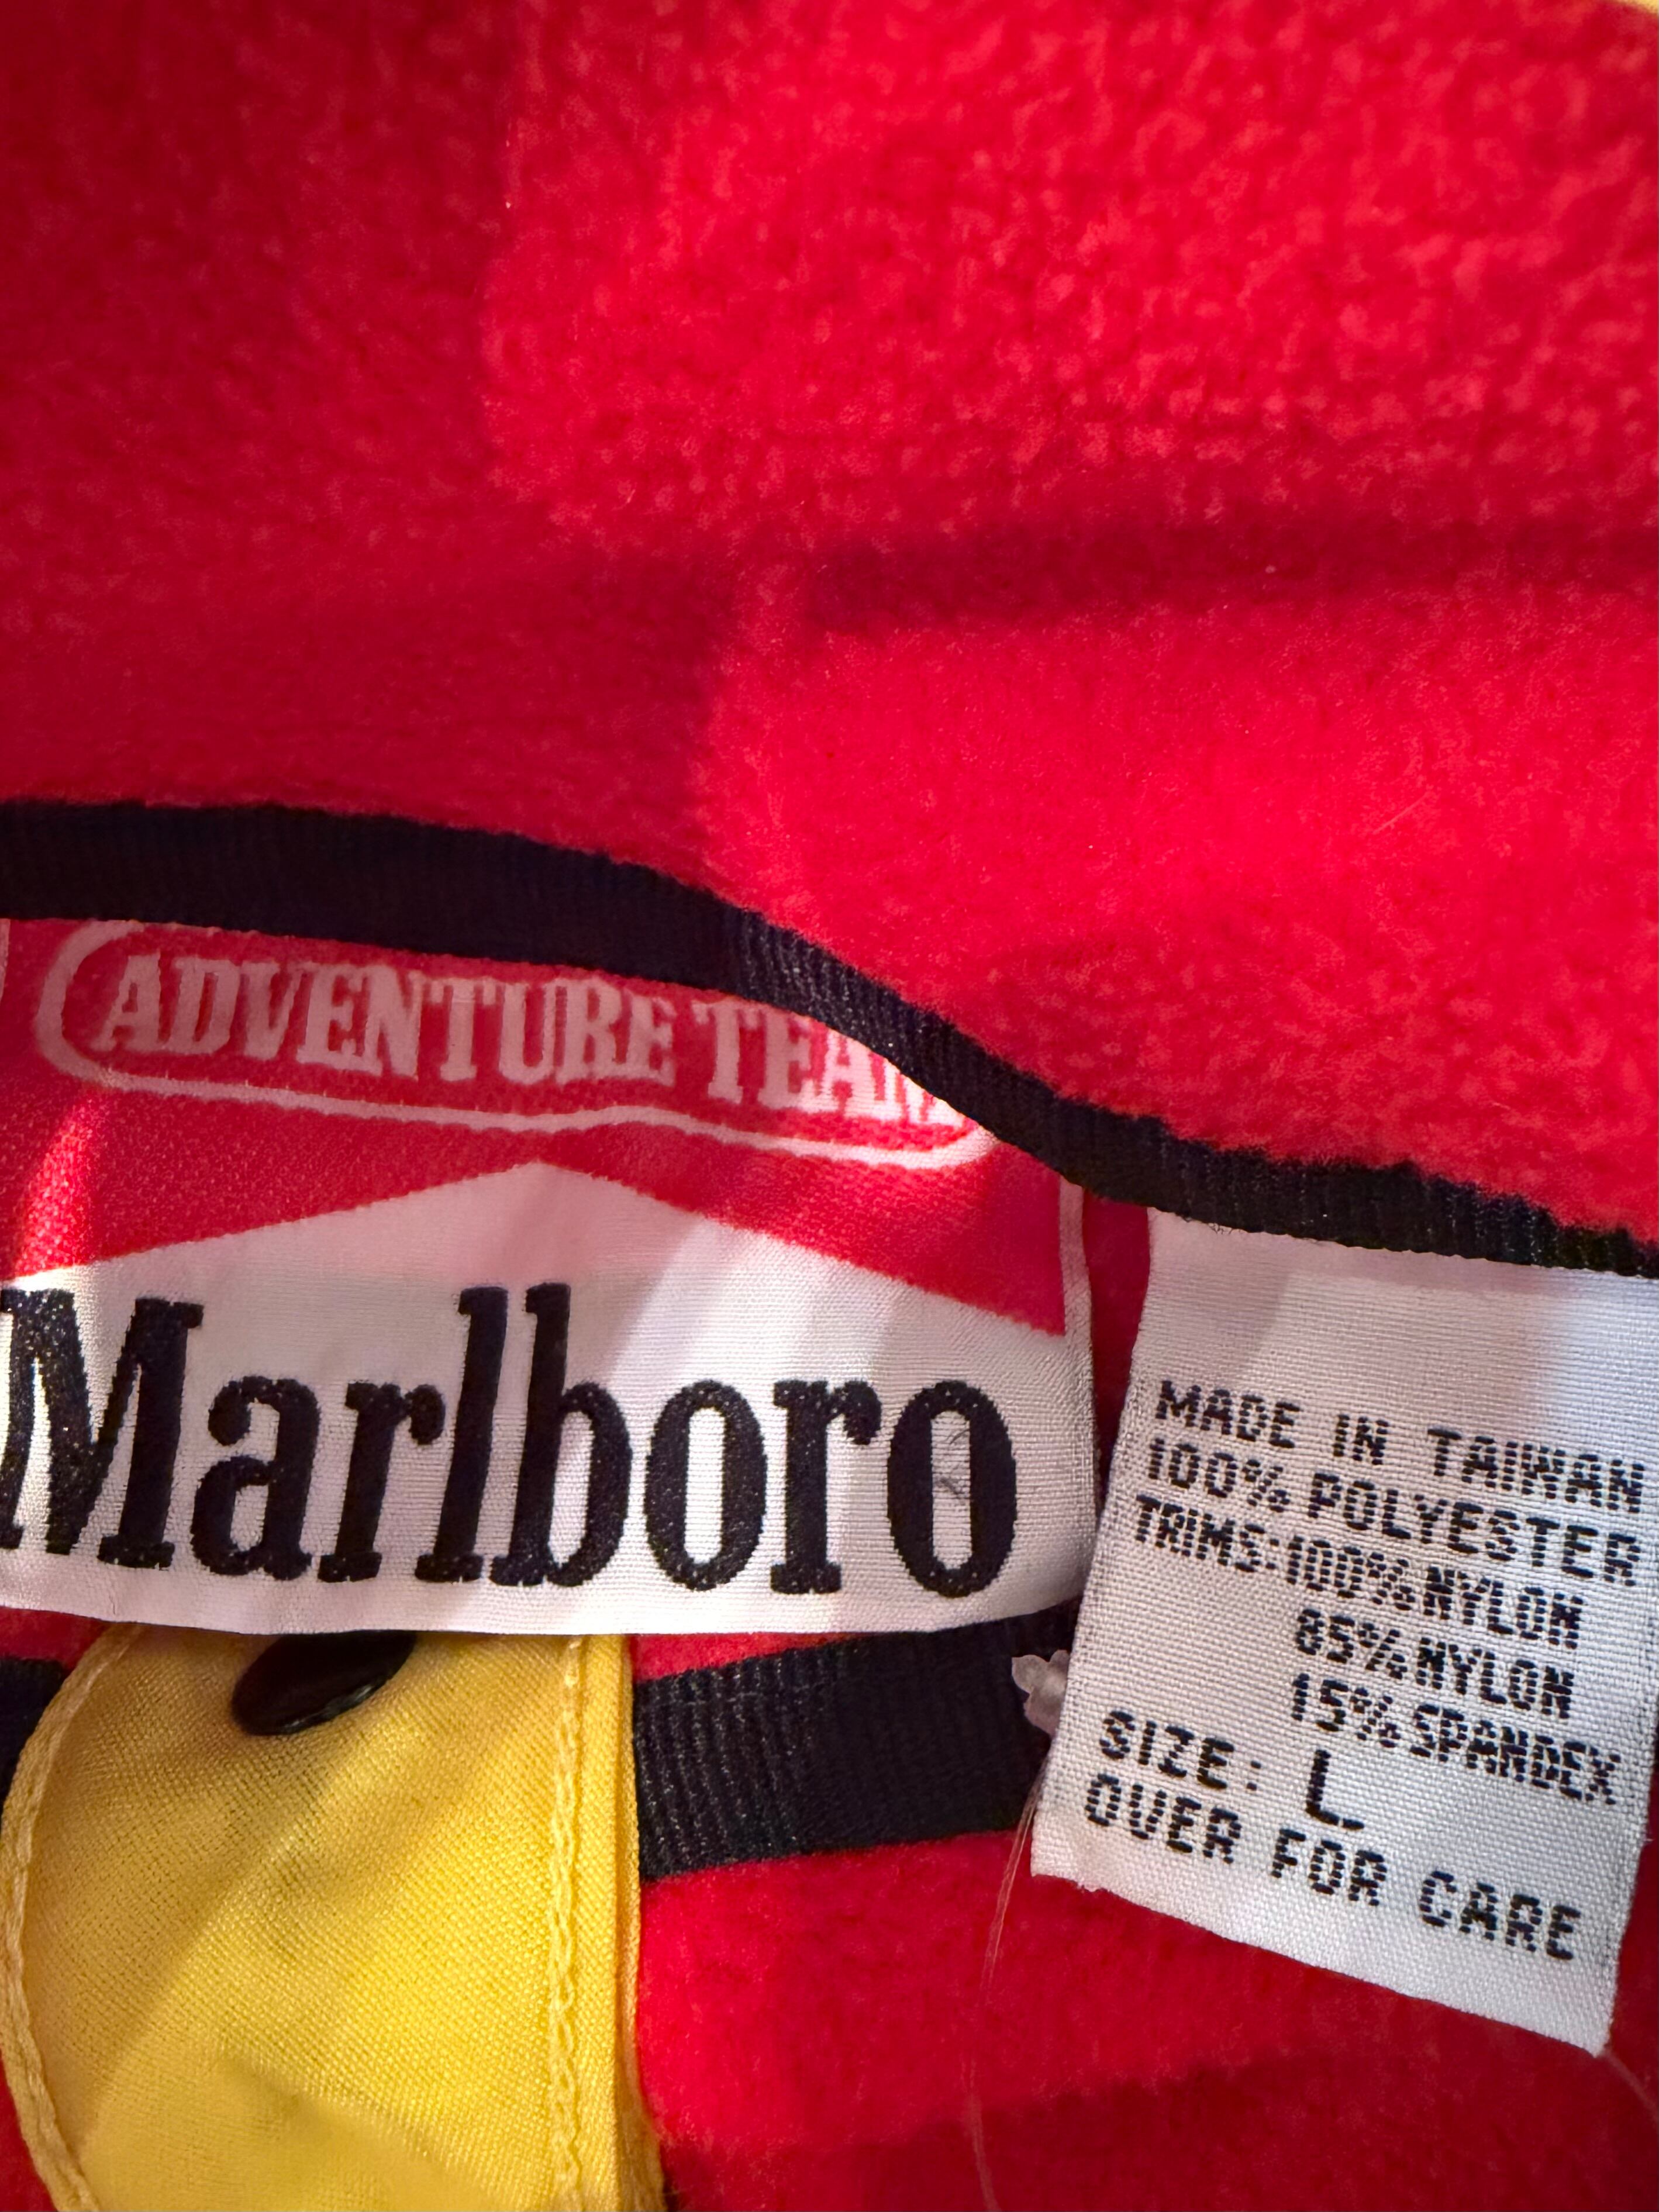 ADVENTURE TEAM
Marlboro
MADE IN TAIWAN
100% POLYESTER
TRIMS:100%NYLON
85%NYLON
15%SPANDEX
SIZE: L
OVER FOR CARE